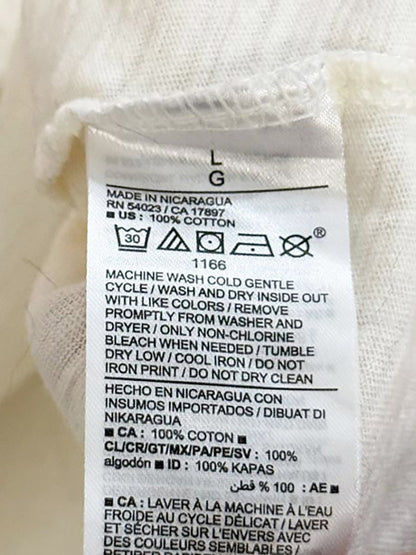 L
G
MADE IN NICARAGUA
RN 54023 / CA 17897
■ US : 100% COTTON
30
®
1166
MACHINE WASH COLD GENTLE
CYCLE / WASH AND DRY INSIDE OUT
WITH LIKE COLORS / REMOVE
PROMPTLY FROM WASHER AND
DRYER / ONLY NON-CHLORINE
BLEACH WHEN NEEDED / TUMBLE
DRY LOW / COOL IRON / DO NOT
IRON PRINT / DO NOT DRY CLEAN
HECHO EN NICARAGUA CON
INSUMOS IMPORTADOS / DIBUAT DI
NIKARAGUA
■ CA : 100% COTON ■
CL/CR/GT/MX/PA/PE/SV : 100%
algodón ■ ID : 100% KAPAS
■ AE : 100 % قطن
■ CA : LAVER À LA MACHINE À L'EAU
FROIDE AU CYCLE DÉLICAT / LAVER
ET SÉCHER SUR L'ENVERS AVEC
DES COULEURS SEMBLABLES /